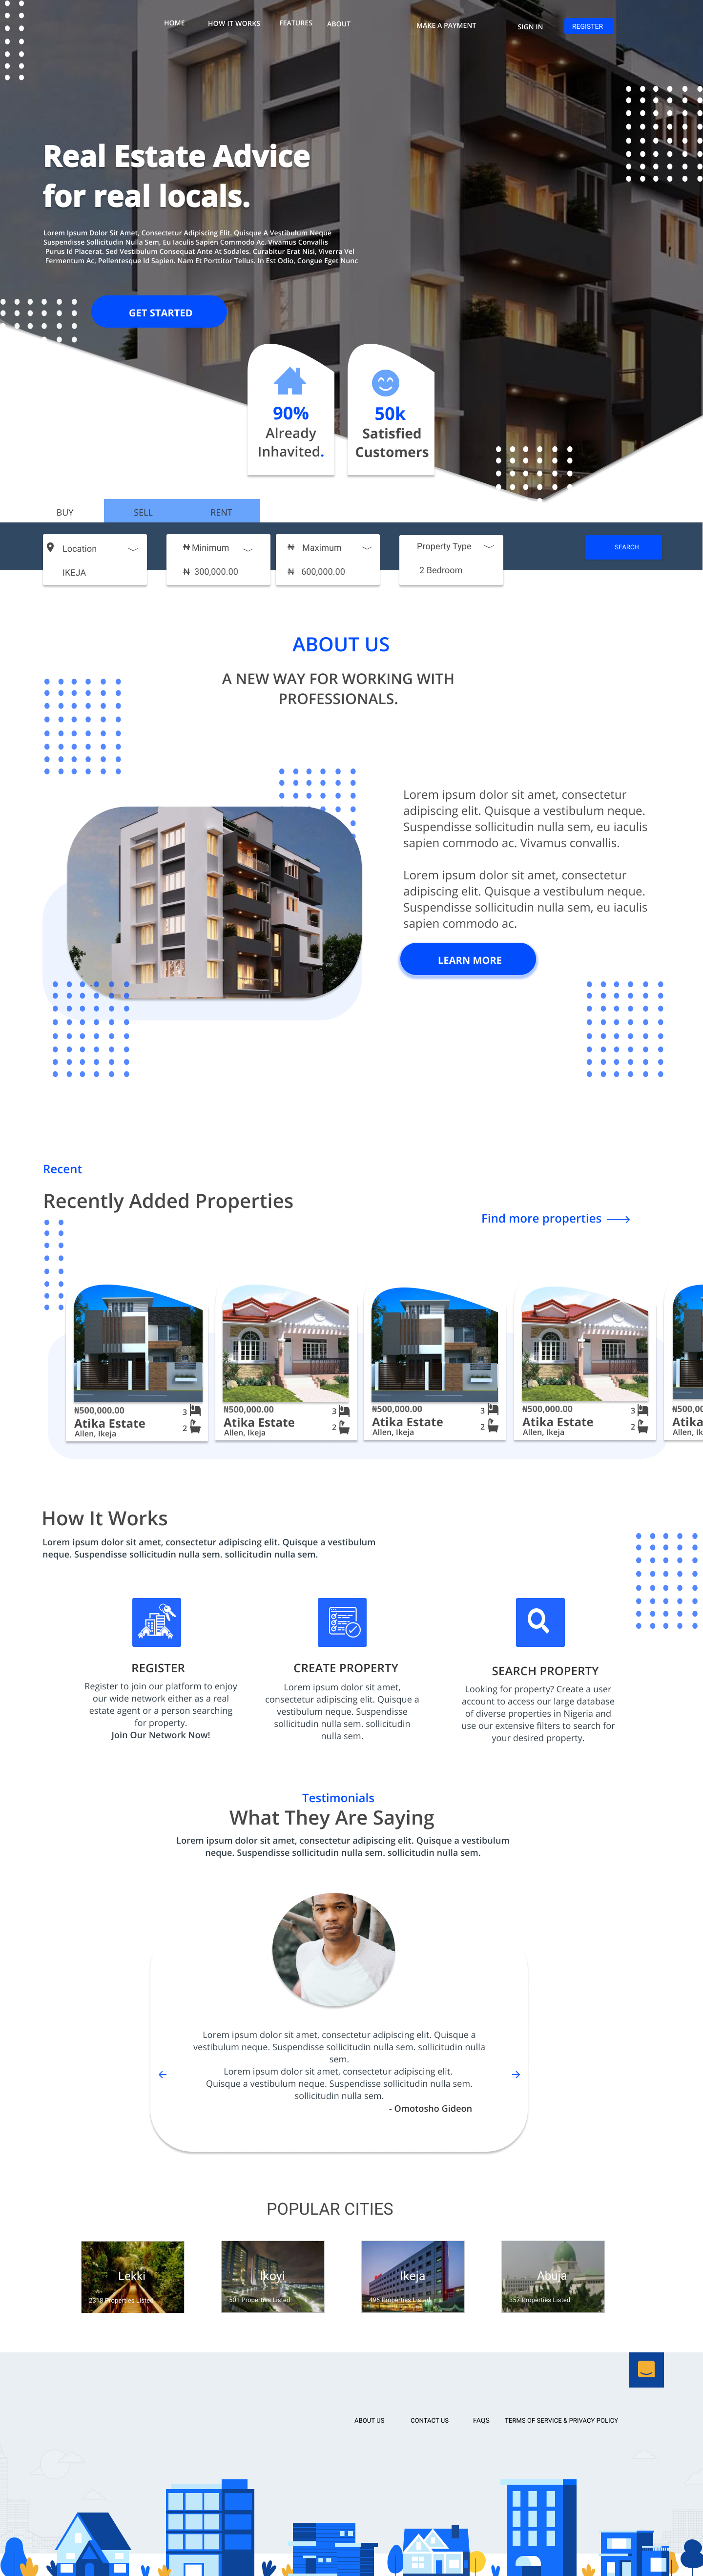 HOME
HOW IT WORKS
FEATURES
ABOUT
MAKE A PAYMENT
SIGN IN
REGISTER
Real Estate Advice
for real locals.
Lorem Ipsum Dolor Sit Amet, Consectetur Adipiscing Elit. Quisque A Vestibulum Neque
Suspendisse Sollicitudin Nulla Sem, Eu Iaculis Sapien Commodo Ac. Vivamus Convallis
Purus Id Placerat. Sed Vestibulum Consequat Ante At Sodales. Curabitur Erat Nisi, Viverra Vel
Fermentum Ac, Pellentesque Id Sapien. Nam Et Porttitor Tellus. In Est Odio, Congue Eget Nunc
GET STARTED
90%
Already
Inhavited.
50k
Satisfied
Customers
BUY
SELL
RENT
Location
IKEJA
₦ Minimum
₦ 300,000.00
₦ Maximum
₦ 600,000.00
Property Type
2 Bedroom
SEARCH
ABOUT US
A NEW WAY FOR WORKING WITH
PROFESSIONALS.
Lorem ipsum dolor sit amet, consectetur
adipiscing elit. Quisque a vestibulum neque.
Suspendisse sollicitudin nulla sem, eu iaculis
sapien commodo ac. Vivamus convallis.
Lorem ipsum dolor sit amet, consectetur
adipiscing elit. Quisque a vestibulum neque.
Suspendisse sollicitudin nulla sem, eu iaculis
sapien commodo ac.
LEARN MORE
Recent
Recently Added Properties
Find more properties
₦500,000.00
3
Atika Estate
2
Allen, Ikeja
₦500,000.00
3
Atika Estate
2
Allen, Ikeja
₦500,000.00
3
Atika Estate
2
Allen, Ikeja
₦500,000.00
3
Atika Estate
2
Allen, Ikeja
₦500,00
Atika
Allen, Ik
How It Works
Lorem ipsum dolor sit amet, consectetur adipiscing elit. Quisque a vestibulum
neque. Suspendisse sollicitudin nulla sem. sollicitudin nulla sem.
REGISTER
Register to join our platform to enjoy
our wide network either as a real
estate agent or a person searching
for property.
Join Our Network Now!
CREATE PROPERTY
Lorem ipsum dolor sit amet,
consectetur adipiscing elit. Quisque a
vestibulum neque. Suspendisse
sollicitudin nulla sem. sollicitudin
nulla sem.
SEARCH PROPERTY
Looking for property? Create a user
account to access our large database
of diverse properties in Nigeria and
use our extensive filters to search for
your desired property.
Testimonials
What They Are Saying
Lorem ipsum dolor sit amet, consectetur adipiscing elit. Quisque a vestibulum
neque. Suspendisse sollicitudin nulla sem. sollicitudin nulla sem.
Lorem ipsum dolor sit amet, consectetur adipiscing elit. Quisque a
vestibulum neque. Suspendisse sollicitudin nulla sem. sollicitudin nulla
sem.
Lorem ipsum dolor sit amet, consectetur adipiscing elit.
Quisque a vestibulum neque. Suspendisse sollicitudin nulla sem.
sollicitudin nulla sem.
- Omotosho Gideon
POPULAR CITIES
Lekki
2318 Properties Listed
Ikoyi
501 Properties Listed
Ikeja
495 Properties Listed
Abuja
357 Properties Listed
ABOUT US
CONTACT US
FAQS
TERMS OF SERVICE & PRIVACY POLICY